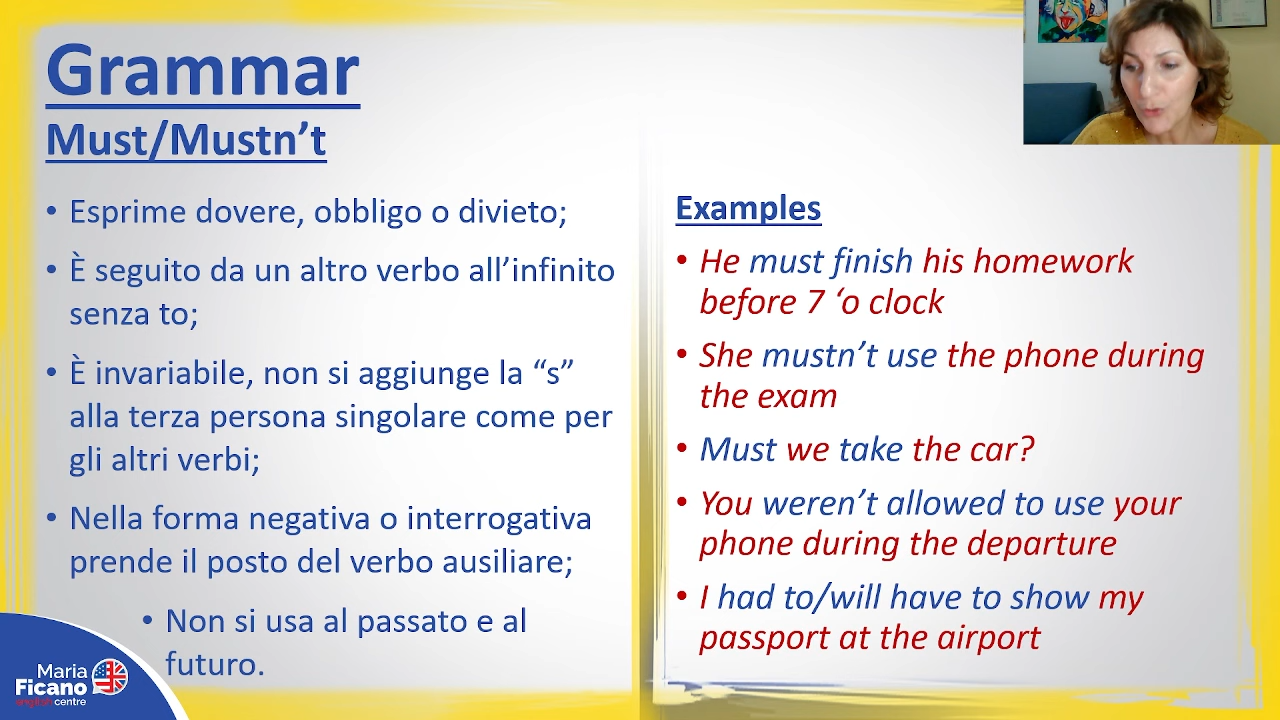 Grammar
Must/Mustn’t
• Esprime dovere, obbligo o divieto;
• È seguito da un altro verbo all’infinito
senza to;
• È invariabile, non si aggiunge la “s”
alla terza persona singolare come per
gli altri verbi;
• Nella forma negativa o interrogativa
prende il posto del verbo ausiliare;
• Non si usa al passato e al
futuro.
Examples
• He must finish his homework
before 7 ‘o clock
• She mustn’t use the phone during
the exam
• Must we take the car?
• You weren’t allowed to use your
phone during the departure
• I had to/will have to show my
passport at the airport
Maria
Ficano
english centre